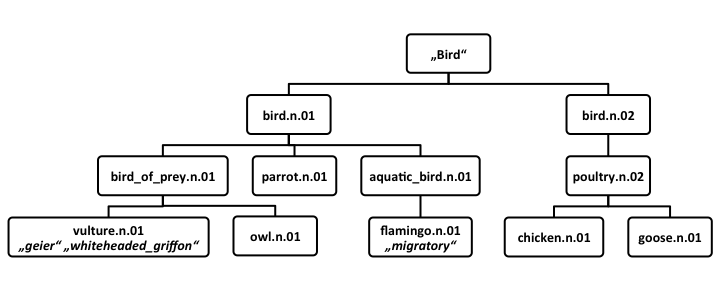 „Bird“
bird.n.01
bird.n.02
bird_of_prey.n.01
parrot.n.01
aquatic_bird.n.01
poultry.n.02
vulture.n.01
„geier“ „whiteheaded_griffon“
owl.n.01
flamingo.n.01
„migratory“
chicken.n.01
goose.n.01